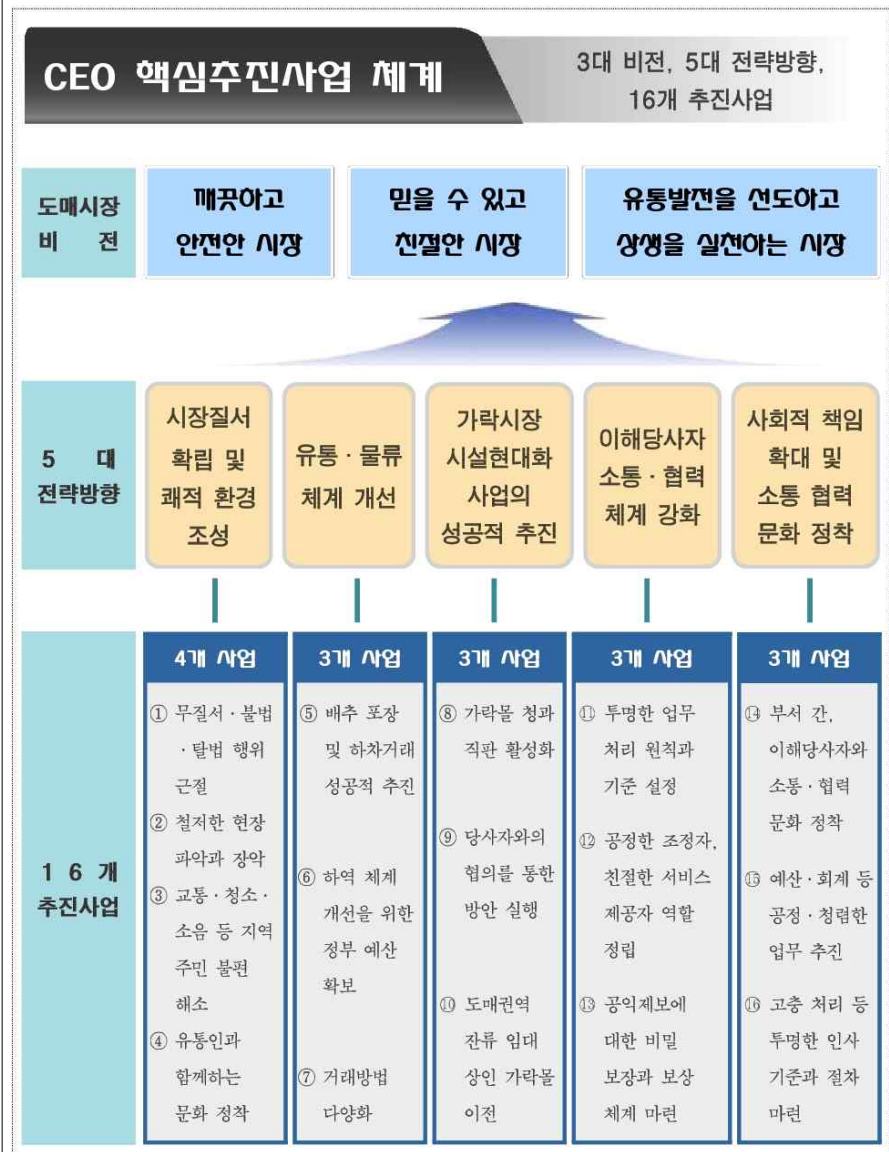 CEO 핵심추진사업 체계
3대 비전, 5대 전략방향,
16개 추진사업
도매시장
비 전
깨끗하고
안전한 시장
믿을 수 있고
친절한 시장
유통발전을 선도하고
상생을 실천하는 시장
5 대
전략방향
시장질서
확립 및
쾌적 환경
조성
유통·물류
체계 개선
가락시장
시설현대화
사업의
성공적 추진
이해당사자
소통·협력
체계 강화
사회적 책임
확대 및
소통 협력
문화 정착
1 6 개
추진사업
4개 사업
① 무질서·불법
·탈법 행위
근절
② 철저한 현장
파악과 장악
③ 교통·청소·
소음 등 지역
주민 불편
해소
④ 유통인과
함께하는
문화 정착
3개 사업
⑤ 배추 포장
및 하차거래
성공적 추진
⑥ 하역 체계
개선을 위한
정부 예산
확보
⑦ 거래방법
다양화
3개 사업
⑧ 가락몰 청과
직판 활성화
⑨ 당사자와의
협의를 통한
방안 실행
⑩ 도매권역
잔류 임대
상인 가락몰
이전
3개 사업
⑪ 투명한 업무
처리 원칙과
기준 설정
⑫ 공정한 조정자,
친절한 서비스
제공자 역할
정립
⑬ 공익제보에
대한 비밀
보장과 보상
체계 마련
3개 사업
⑭ 부서 간,
이해당사자와
소통·협력
문화 정착
⑮ 예산·회계 등
공정·청렴한
업무 추진
⑯ 고충 처리 등
투명한 인사
기준과 절차
마련